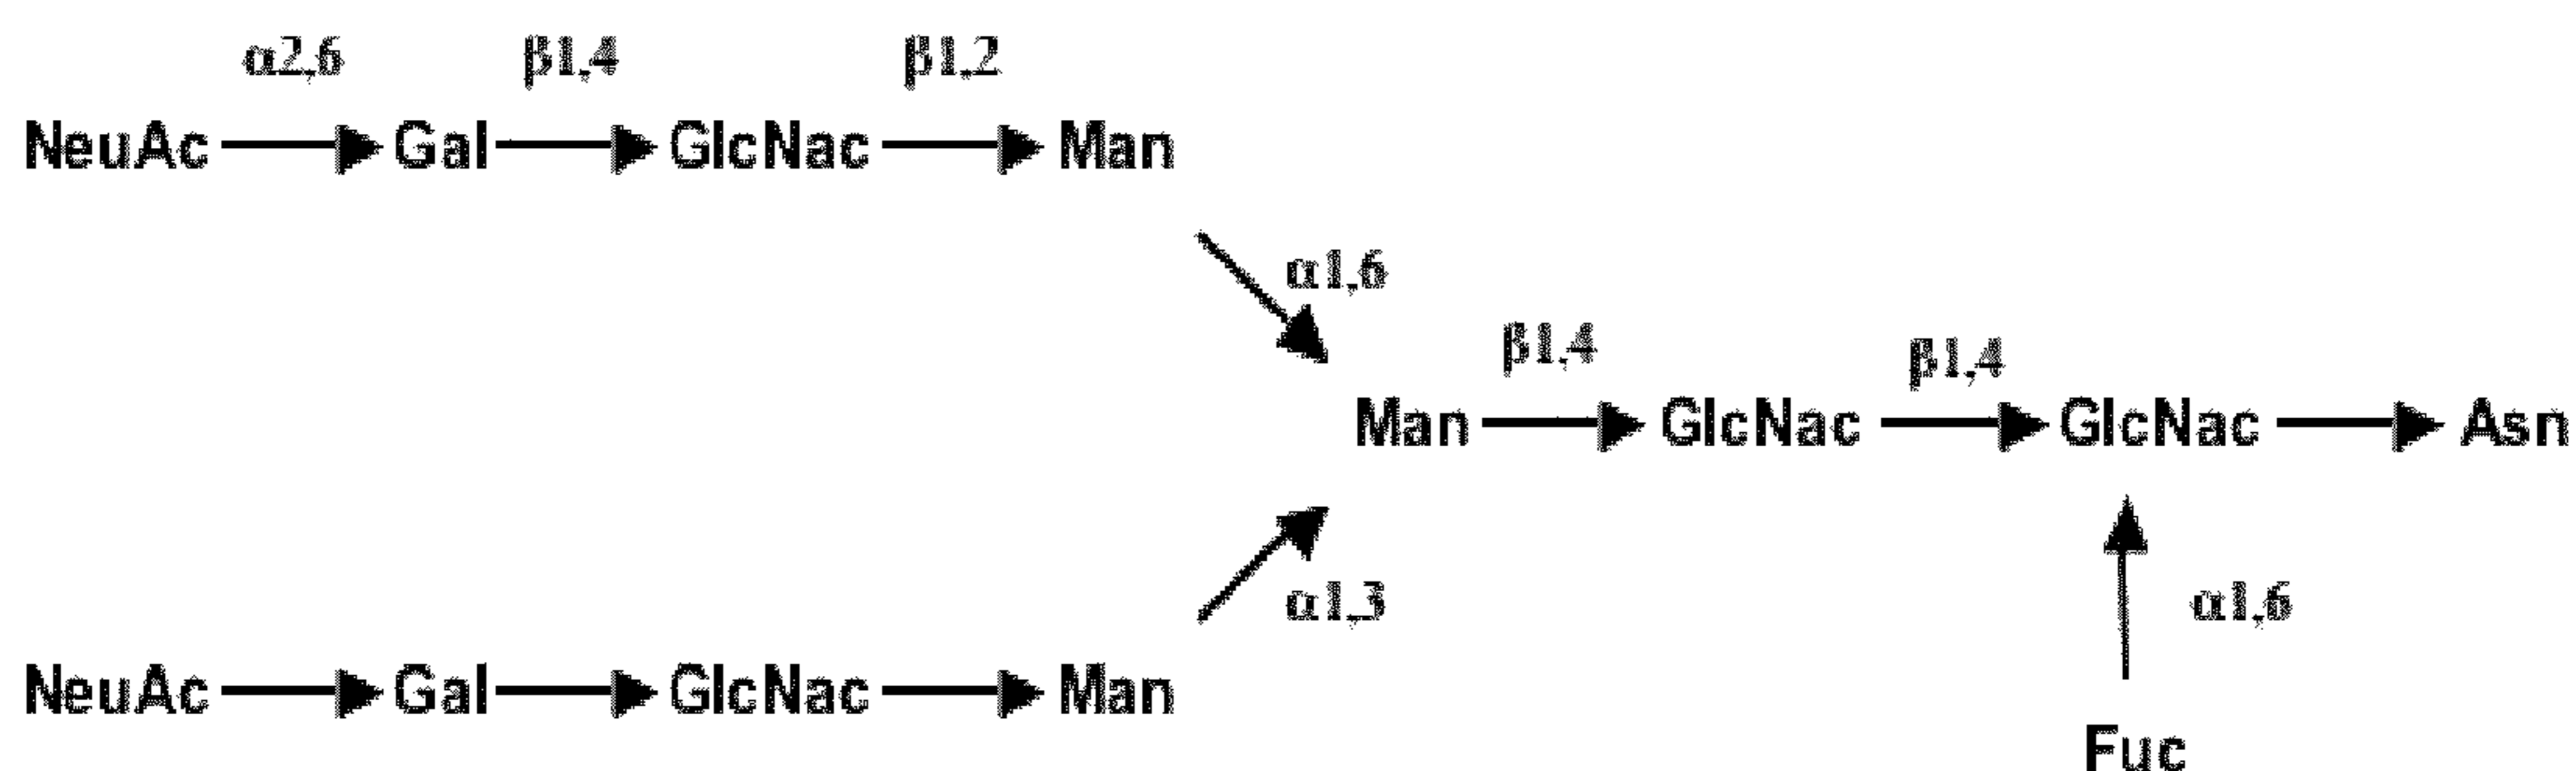 α2,6 β1,4 β1,2
NeuAc Gal GlcNac Man
α1,6
β1,4 β1,4
Man GlcNac GlcNac Asn
α1,3 α1,6
NeuAc Gal GlcNac Man
Fuc